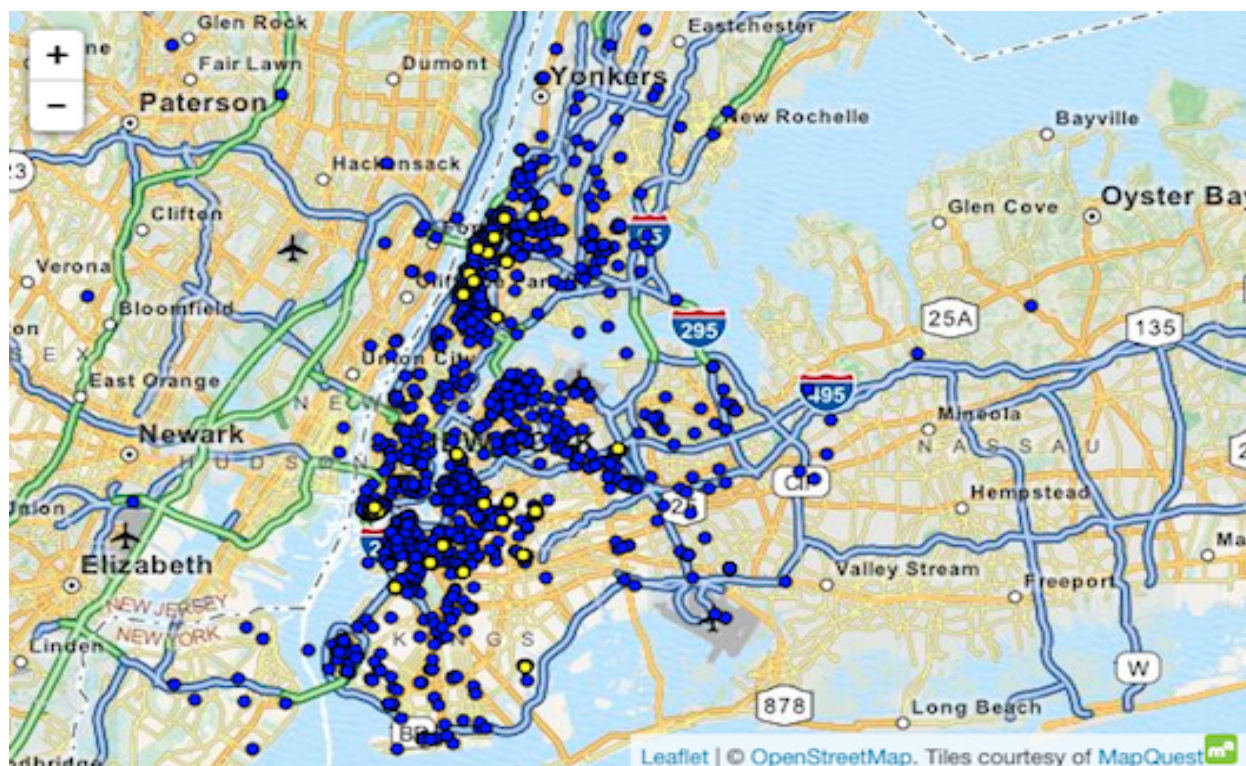 Glen Rock
Eastchester
+
Fair Lawn
Dumont
Yonkers
−
Paterson
New Rochelle
Bayville
Hackensack
23
Oyster Bay
Clifton
Glen Cove
Verona
Bloomfield
25A
135
295
Union City
East Orange
495
Mineola
Newark
NASSAU
HUDSON
CIP
Hempstead
Elizabeth
Valley Stream
Freeport
NEW JERSEY
NEW YORK
KINGS
Linden
W
878
Long Beach
Leaflet | © OpenStreetMap. Tiles courtesy of MapQuest